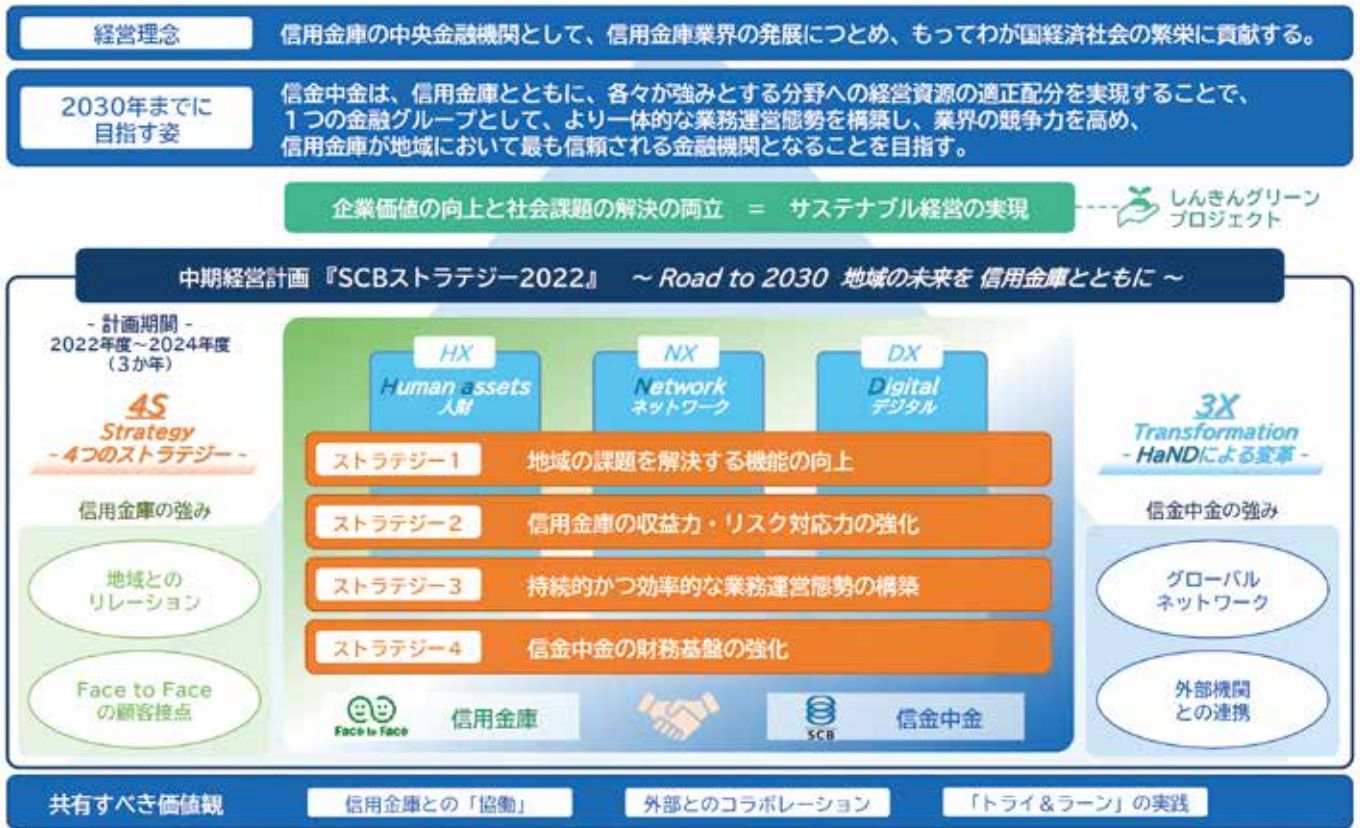 経営理念
信用金庫の中央金融機関として、信用金庫業界の発展につとめ、もってわが国経済社会の繁栄に貢献する。
2030年までに
目指す姿
信金中金は、信用金庫とともに、各々が強みとする分野への経営資源の適正配分を実現することで、
1つの金融グループとして、より一体的な業務運営態勢を構築し、業界の競争力を高め、
信用金庫が地域において最も信頼される金融機関となることを目指す。
企業価値の向上と社会課題の解決の両立 = サステナブル経営の実現
しんきんグリーン
プロジェクト
中期経営計画『SCBストラテジー2022』 ～ Road to 2030 地域の未来を 信用金庫とともに ～
- 計画期間 -
2022年度～2024年度
(3か年)
4S
Strategy
- 4つのストラテジー -
信用金庫の強み
地域との
リレーション
Face to Face
の顧客接点
HX
Human assets
人財
NX
Network
ネットワーク
DX
Digital
デジタル
ストラテジー1 地域の課題を解決する機能の向上
ストラテジー2 信用金庫の収益力・リスク対応力の強化
ストラテジー3 持続的かつ効率的な業務運営態勢の構築
ストラテジー4 信金中金の財務基盤の強化
Face to Face
信用金庫
SCB
信金中金
3X
Transformation
- HaNDによる変革 -
信金中金の強み
グローバル
ネットワーク
外部機関
との連携
共有すべき価値観
信用金庫との「協働」
外部とのコラボレーション
「トライ＆ラーン」の実践